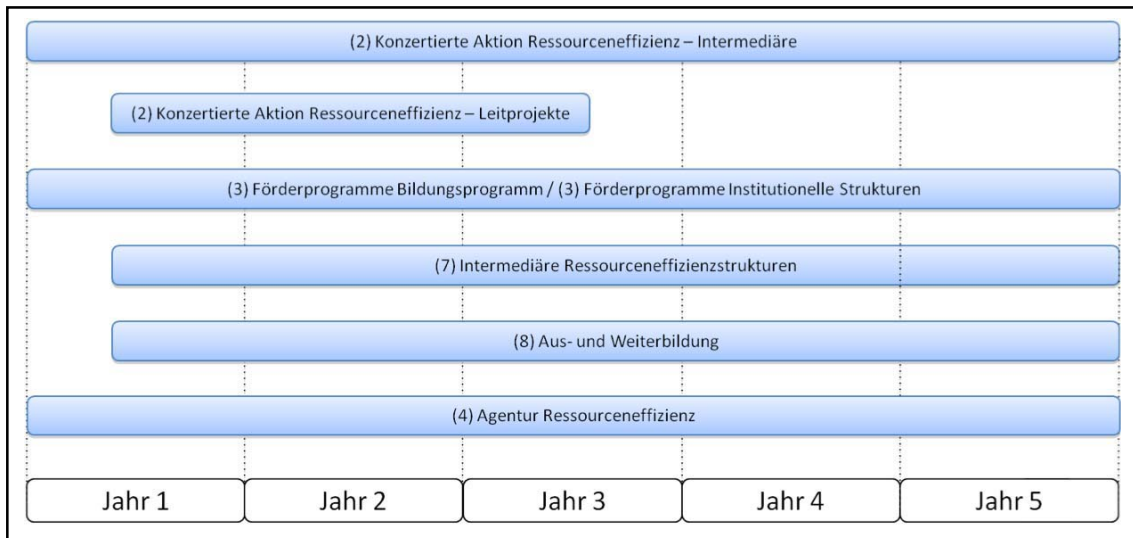 (2) Konzertierte Aktion Ressourceneffizienz – Intermediäre
(2) Konzertierte Aktion Ressourceneffizienz – Leitprojekte
(3) Förderprogramme Bildungsprogramm / (3) Förderprogramme Institutionelle Strukturen
(7) Intermediäre Ressourceneffizienzstrukturen
(8) Aus- und Weiterbildung
(4) Agentur Ressourceneffizienz
Jahr 1 Jahr 2 Jahr 3 Jahr 4 Jahr 5